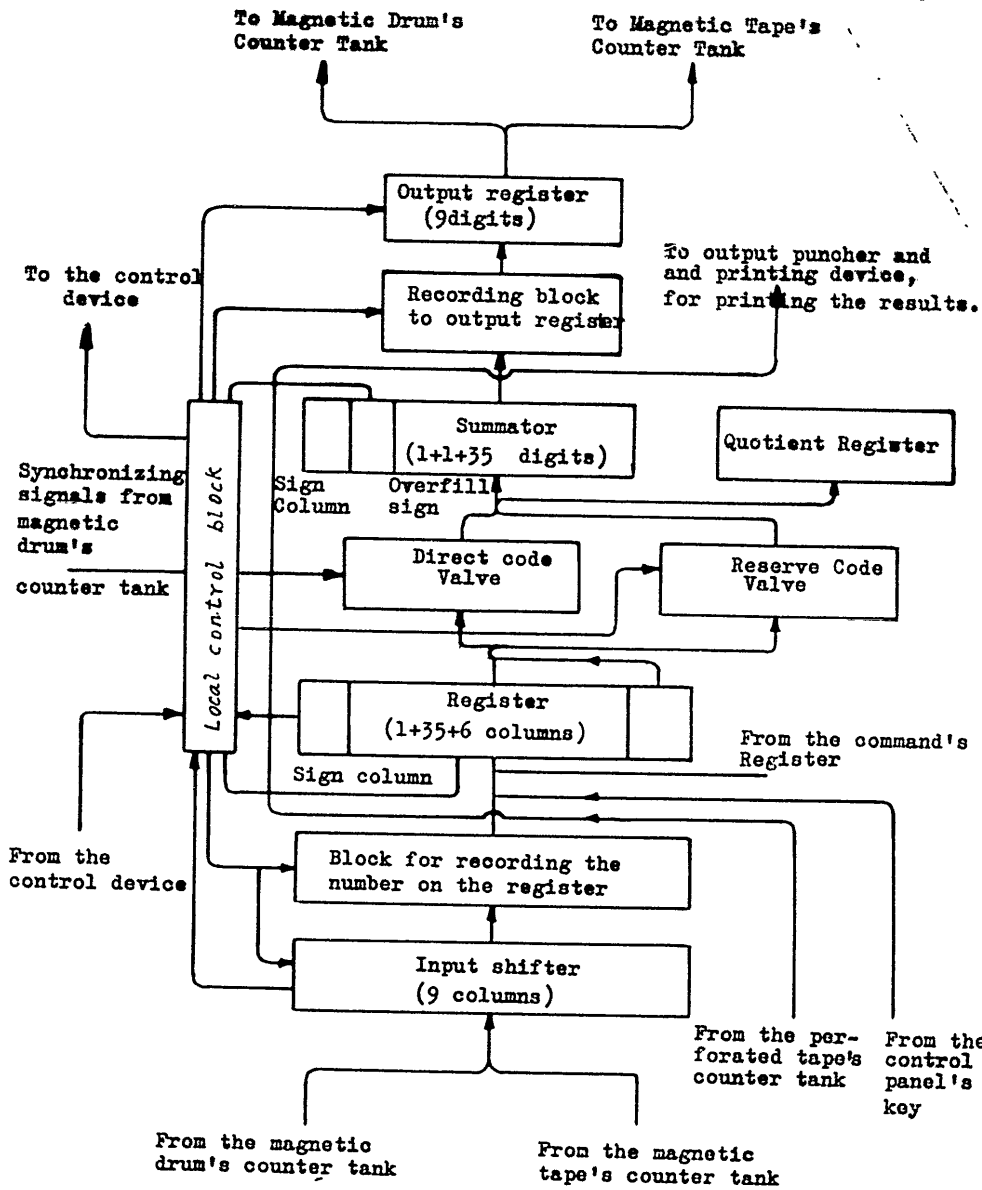 To Magnetic Drum's
Counter Tank
To Magnetic Tape's
Counter Tank
Output register
(9digits)
To the control
device
Recording block
to output register
To output puncher and
and printing device,
for printing the results.
Summator
(1+1+35 digits)
Quotient Register
Sign
Column
Overfill
sign
Synchronizing
signals from
magnetic
drum's
counter tank
Local control block
Direct code
Valve
Reserve Code
Valve
Register
(1+35+6 columns)
Sign column
From the command's
Register
From the
control device
Block for recording the
number on the register
Input shifter
(9 columns)
From the per-
forated tape's
counter tank
From the
control
panel's
key
From the magnetic
drum's counter tank
From the magnetic
tape's counter tank